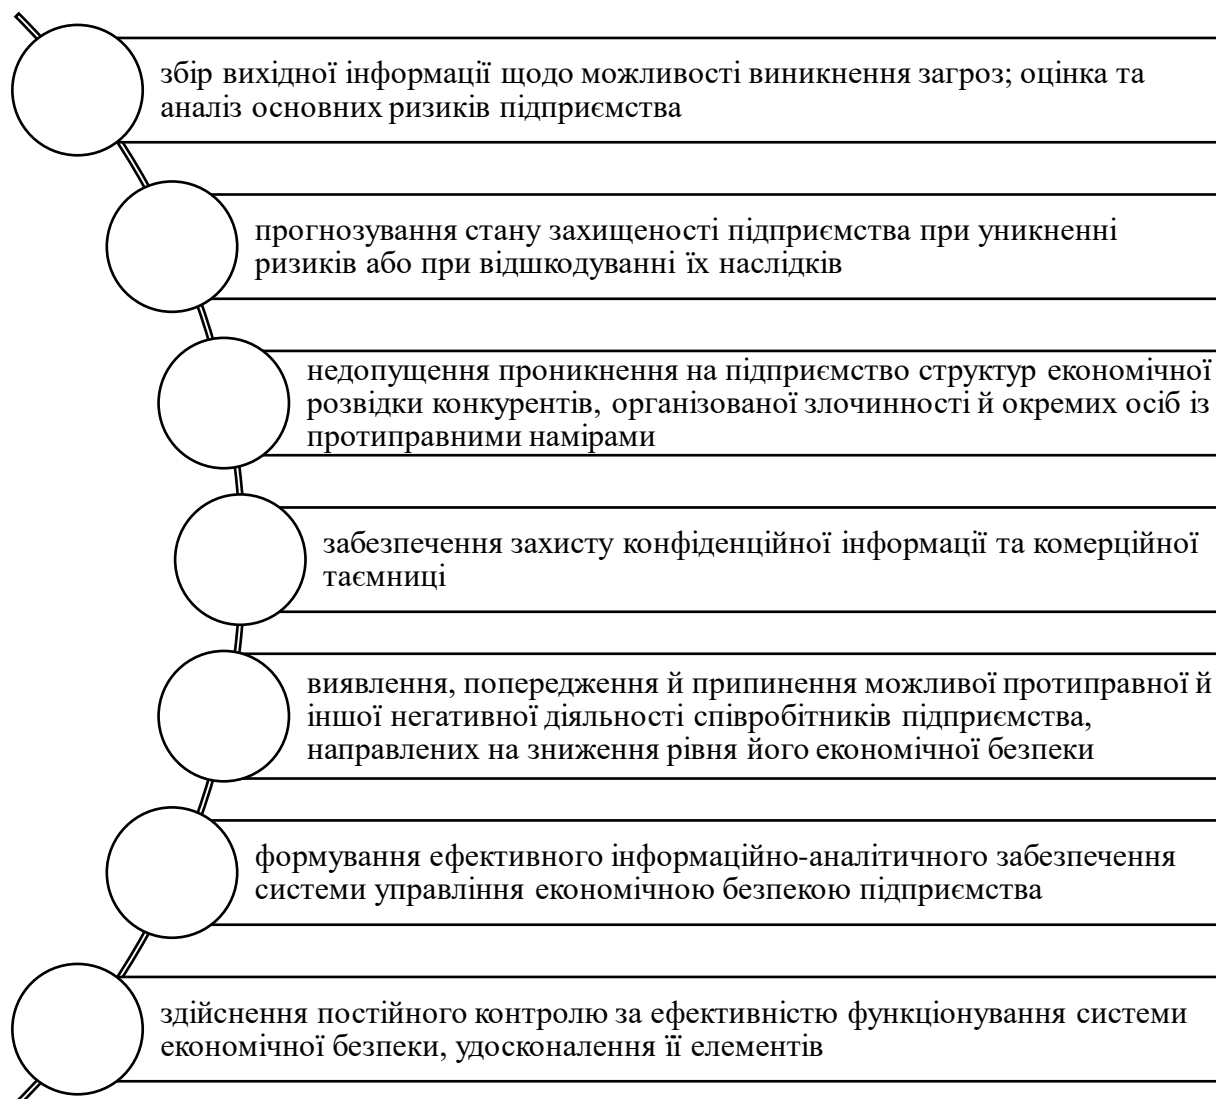 збір вихідної інформації щодо можливості виникнення загроз; оцінка та
аналіз основних ризиків підприємства
прогнозування стану захищеності підприємства при уникненні
ризиків або при відшкодуванні їх наслідків
недопущення проникнення на підприємство структур економічної
розвідки конкурентів, організованої злочинності й окремих осіб із
протиправними намірами
забезпечення захисту конфіденційної інформації та комерційної
таємниці
виявлення, попередження й припинення можливої протиправної й
іншої негативної діяльності співробітників підприємства,
направлених на зниження рівня його економічної безпеки
формування ефективного інформаційно-аналітичного забезпечення
системи управління економічною безпекою підприємства
здійснення постійного контролю за ефективністю функціонування системи
економічної безпеки, удосконалення її елементів